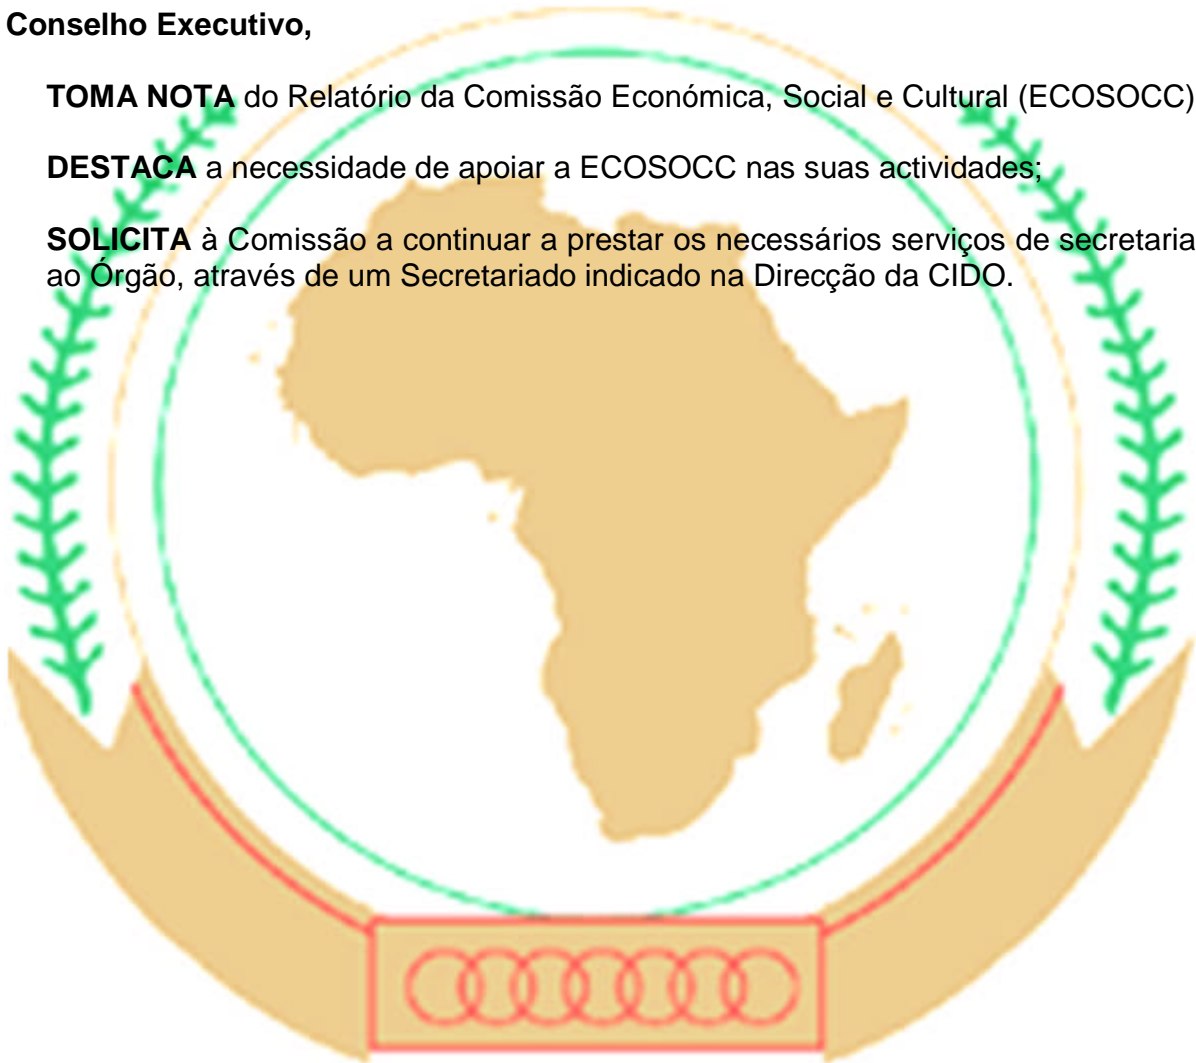 Conselho Executivo,
TOMA NOTA do Relatório da Comissão Económica, Social e Cultural (ECOSOCC)
DESTACA a necessidade de apoiar a ECOSOCC nas suas actividades;
SOLICITA à Comissão a continuar a prestar os necessários serviços de secretaria
ao Órgão, através de um Secretariado indicado na Direcção da CIDO.